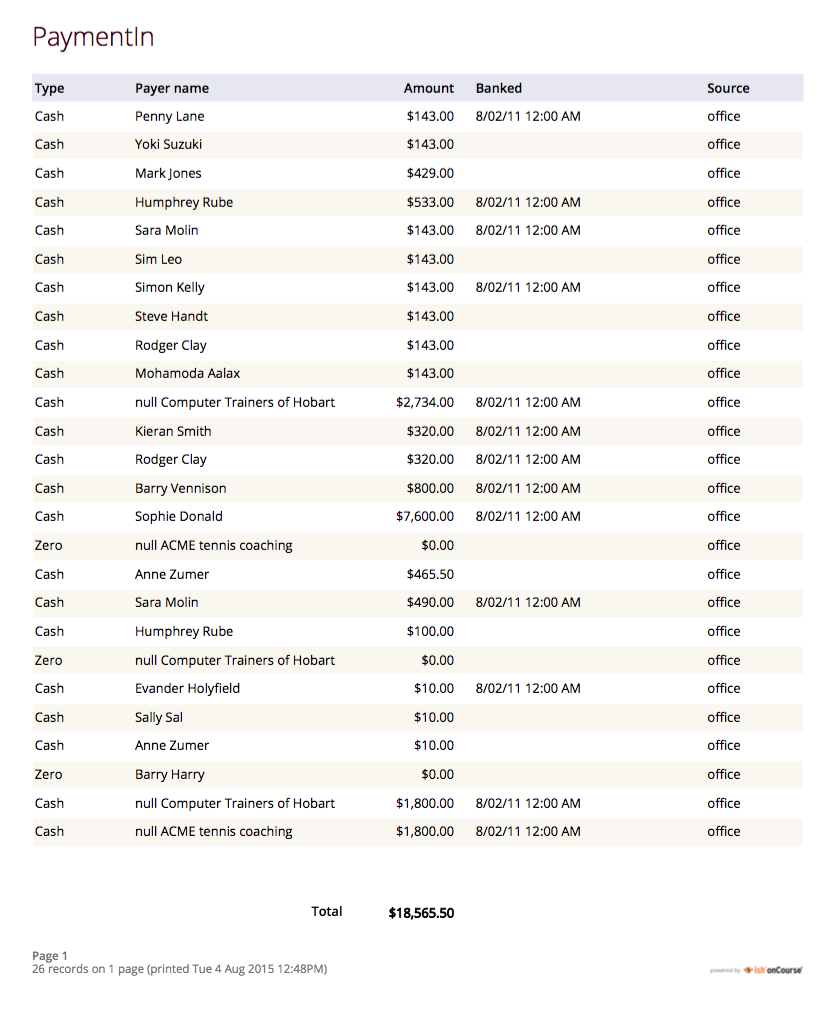 PaymentIn
Type Payer name Amount Banked Source
Cash Penny Lane $143.00 8/02/11 12:00 AM office
Cash Yoki Suzuki $143.00 office
Cash Mark Jones $429.00 office
Cash Humphrey Rube $533.00 8/02/11 12:00 AM office
Cash Sara Molin $143.00 8/02/11 12:00 AM office
Cash Sim Leo $143.00 office
Cash Simon Kelly $143.00 8/02/11 12:00 AM office
Cash Steve Handt $143.00 office
Cash Rodger Clay $143.00 office
Cash Mohamoda Aalax $143.00 office
Cash null Computer Trainers of Hobart $2,734.00 8/02/11 12:00 AM office
Cash Kieran Smith $320.00 8/02/11 12:00 AM office
Cash Rodger Clay $320.00 8/02/11 12:00 AM office
Cash Barry Vennison $800.00 8/02/11 12:00 AM office
Cash Sophie Donald $7,600.00 8/02/11 12:00 AM office
Zero null ACME tennis coaching $0.00 office
Cash Anne Zumer $465.50 office
Cash Sara Molin $490.00 8/02/11 12:00 AM office
Cash Humphrey Rube $100.00 office
Zero null Computer Trainers of Hobart $0.00 office
Cash Evander Holyfield $10.00 8/02/11 12:00 AM office
Cash Sally Sal $10.00 office
Cash Anne Zumer $10.00 office
Zero Barry Harry $0.00 office
Cash null Computer Trainers of Hobart $1,800.00 8/02/11 12:00 AM office
Cash null ACME tennis coaching $1,800.00 8/02/11 12:00 AM office
Total $18,565.50
Page 1
26 records on 1 page (printed Tue 4 Aug 2015 12:48PM)
powered by ish onCourse